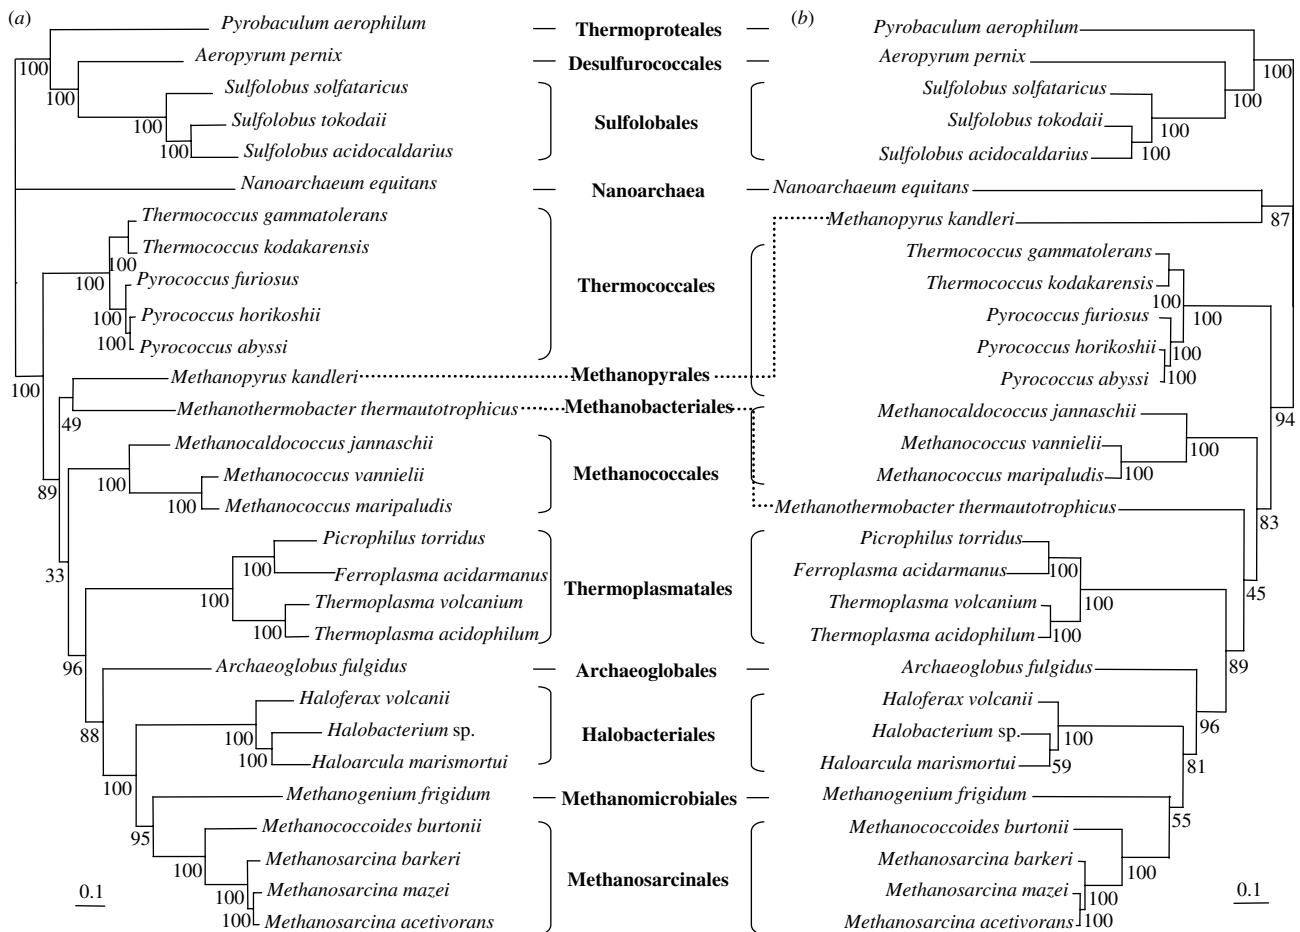 (a)
Pyrobaculum aerophilum
Aeropyrum pernix
Sulfolobus solfataricus
Sulfolobus tokodaii
Sulfolobus acidocaldarius
Nanoarchaeum equitans
Thermococcus gammatolerans
Thermococcus kodakarensis
Pyrococcus furiosus
Pyrococcus horikoshii
Pyrococcus abyssi
Methanopyrus kandleri
Methanothermobacter thermautotrophicus
Methanocaldococcus jannaschii
Methanococcus vannielii
Methanococcus maripaludis
Picrophilus torridus
Ferroplasma acidarmanus
Thermoplasma volcanium
Thermoplasma acidophilum
Archaeoglobus fulgidus
Haloferax volcanii
Halobacterium sp.
Haloarcula marismortui
Methanogenium frigidum
Methanococcoides burtonii
Methanosarcina barkeri
Methanosarcina mazei
Methanosarcina acetivorans
100
100
100
100
100
100
100
100
100
49
89
100
100
33
100
100
100
96
100
100
88
100
95
100
100
100
0.1
Thermoproteales
Desulfurococcales
Sulfolobales
Nanoarchaea
Thermococcales
Methanopyrales
Methanobacteriales
Methanococcales
Thermoplasmatales
Archaeoglobales
Halobacteriales
Methanomicrobiales
Methanosarcinales
(b)
Pyrobaculum aerophilum
Aeropyrum pernix
Sulfolobus solfataricus
Sulfolobus tokodaii
Sulfolobus acidocaldarius
Nanoarchaeum equitans
Methanopyrus kandleri
Thermococcus gammatolerans
Thermococcus kodakarensis
Pyrococcus furiosus
Pyrococcus horikoshii
Pyrococcus abyssi
Methanocaldococcus jannaschii
Methanococcus vannielii
Methanococcus maripaludis
Methanothermobacter thermautotrophicus
Picrophilus torridus
Ferroplasma acidarmanus
Thermoplasma volcanium
Thermoplasma acidophilum
Archaeoglobus fulgidus
Haloferax volcanii
Halobacterium sp.
Haloarcula marismortui
Methanogenium frigidum
Methanococcoides burtonii
Methanosarcina barkeri
Methanosarcina mazei
Methanosarcina acetivorans
100
100
100
100
87
100
100
100
100
94
100
100
83
100
45
100
100
89
96
100
59
81
55
100
100
100
0.1